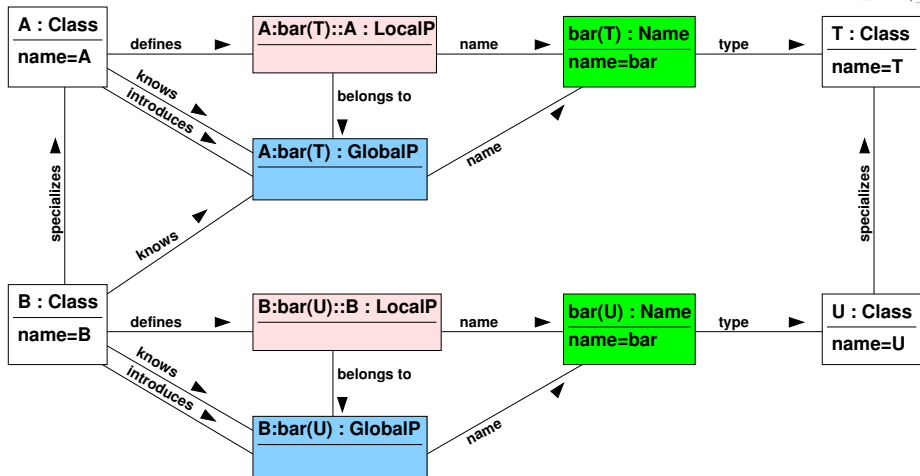 A : Class
name=A
defines
A:bar(T)::A : LocalP
name
bar(T) : Name
name=bar
type
T : Class
name=T
knows
introduces
belongs to
A:bar(T) : GlobalP
name
specializes
knows
specializes
B : Class
name=B
defines
B:bar(U)::B : LocalP
name
bar(U) : Name
name=bar
type
U : Class
name=U
knows
introduces
belongs to
B:bar(U) : GlobalP
name